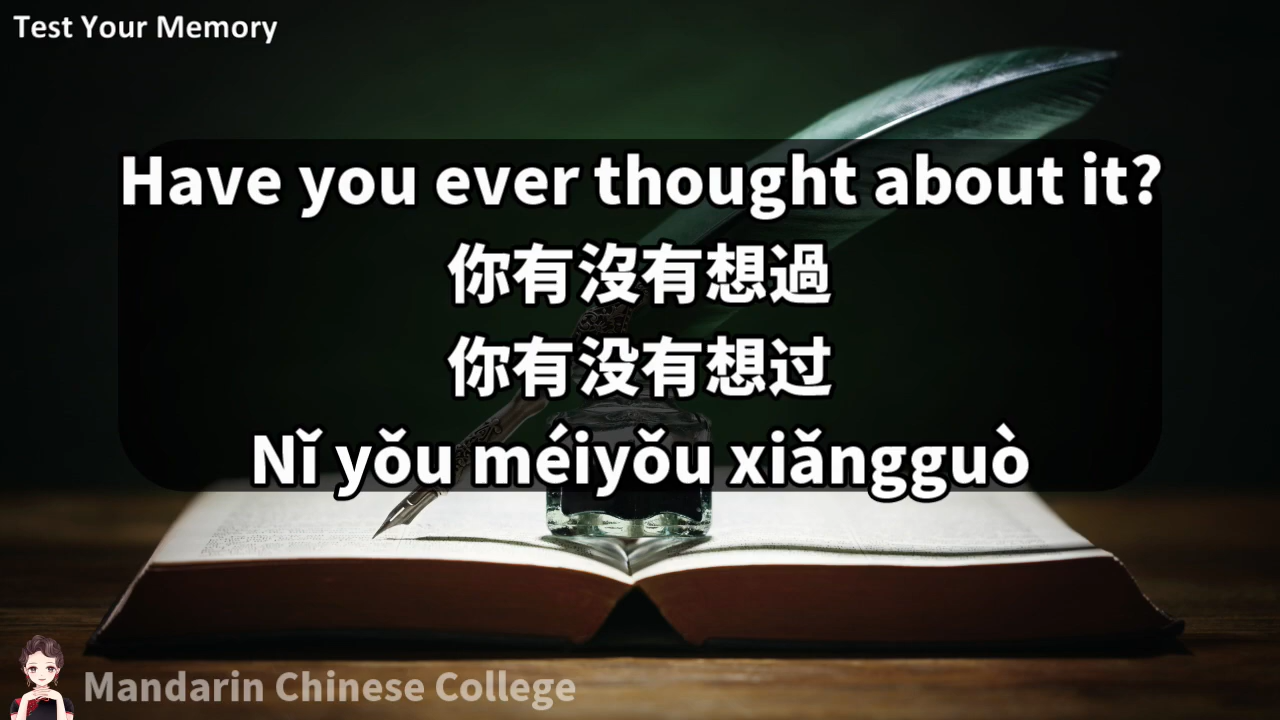 Test Your Memory
Have you ever thought about it?
你有沒有想過
你有没有想过
Nǐ yǒu méiyǒu xiǎngguò
Mandarin Chinese College